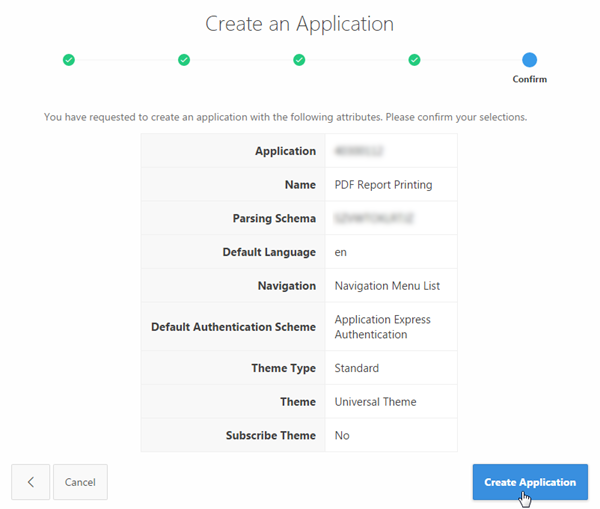 Create an Application
Confirm
You have requested to create an application with the following attributes. Please confirm your selections.
Application
Name PDF Report Printing
Parsing Schema
Default Language en
Navigation Navigation Menu List
Default Authentication Scheme Application Express
Authentication
Theme Type Standard
Theme Universal Theme
Subscribe Theme No
Cancel
Create Application